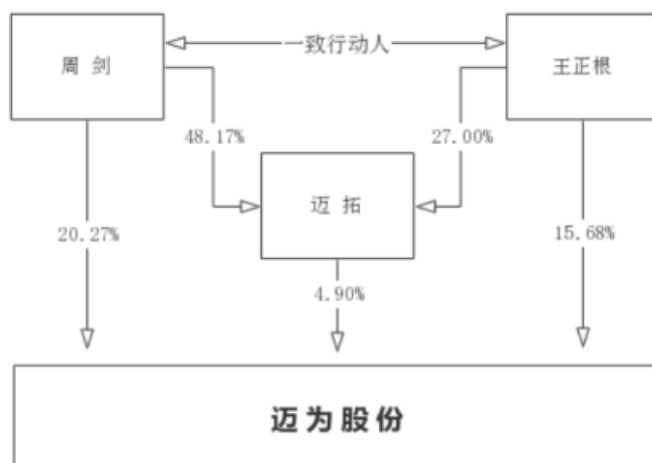 一致行动人
周 剑
王正根
48.17%
27.00%
迈 拓
20.27%
15.68%
4.90%
迈为股份